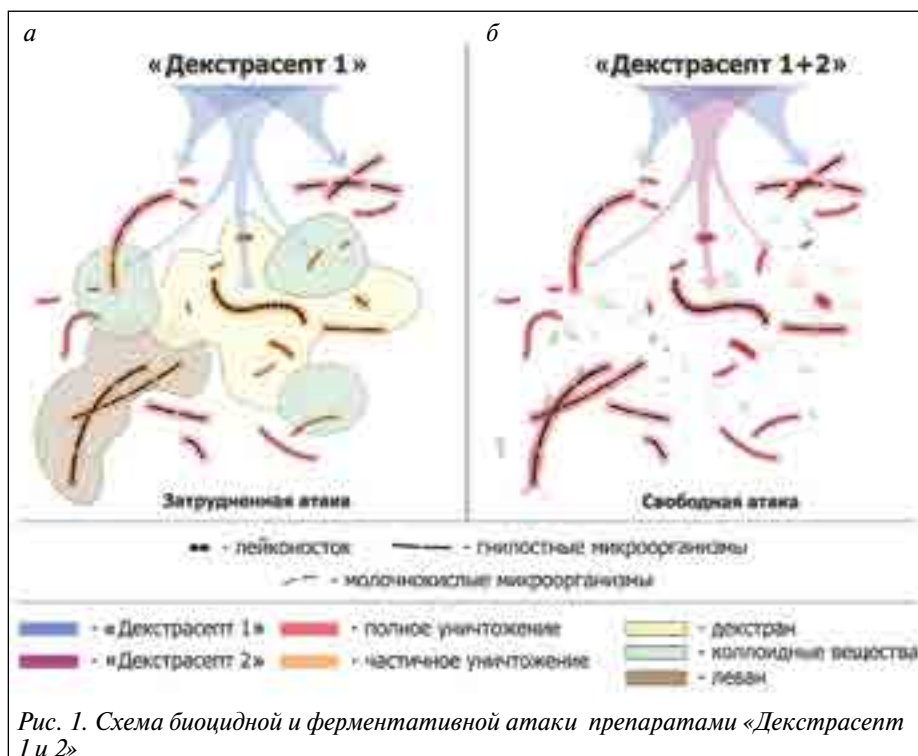 а
б
«Декстрасепт 1»
«Декстрасепт 1+2»
Затрудненная атака
Свободная атака
- лейконосток - гнилостные микроорганизмы
- молочнокислые микроорганизмы
- «Декстрасепт 1» - полное уничтожение - декстран
- «Декстрасепт 2» - частичное уничтожение - коллоидные вещества
- леван
Рис. 1. Схема биоцидной и ферментативной атаки препаратами «Декстрасепт
1 и 2»